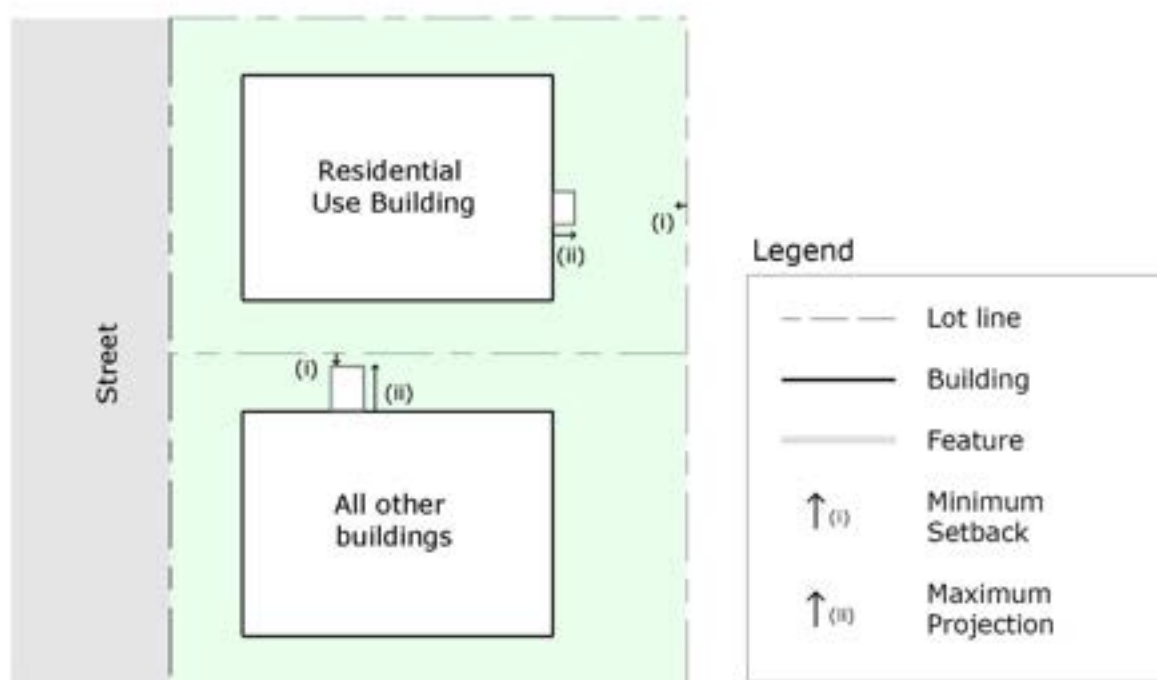 Residential
Use Building
(i)
(ii)
Street
(i)
(ii)
All other
buildings
Legend
Lot line
Building
Feature
(i)
Minimum
Setback
(ii)
Maximum
Projection